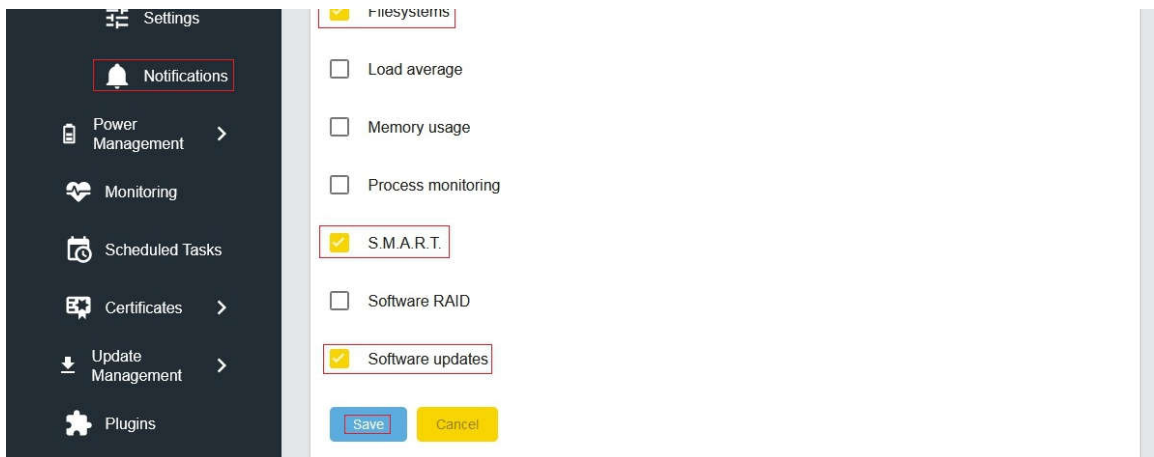 Settings
Notifications
Power
Management
Monitoring
Scheduled Tasks
Certificates
Update
Management
Plugins
Filesystems
Load average
Memory usage
Process monitoring
S.M.A.R.T.
Software RAID
Software updates
Save
Cancel